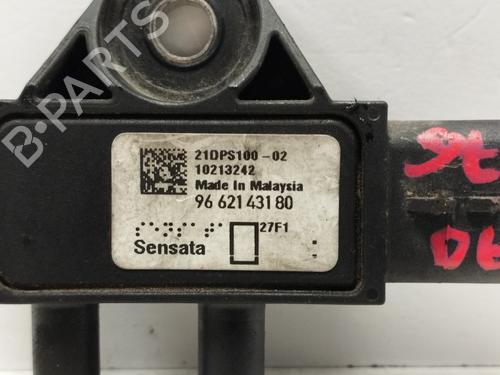 B-PARTS
21DPS100-02
10213242
Made In Malaysia
96 621 431 80
27F1
Sensata